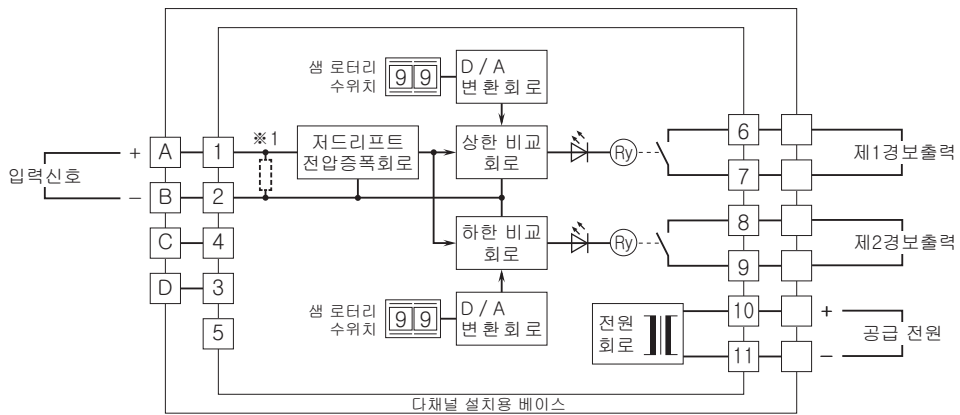 샘 로터리
수위치
9 9
D / A
변환회로
※1
저드리프트
전압증폭회로
상한 비교
회로
Ry
6
7
제1경보출력
입력신호
+ A 1
− B 2
C 4
D 3
5
하한 비교
회로
Ry
8
9
제2경보출력
샘 로터리
수위치
9 9
D / A
변환회로
전원
회로
10 +
11 −
공급 전원
다채널 설치용 베이스